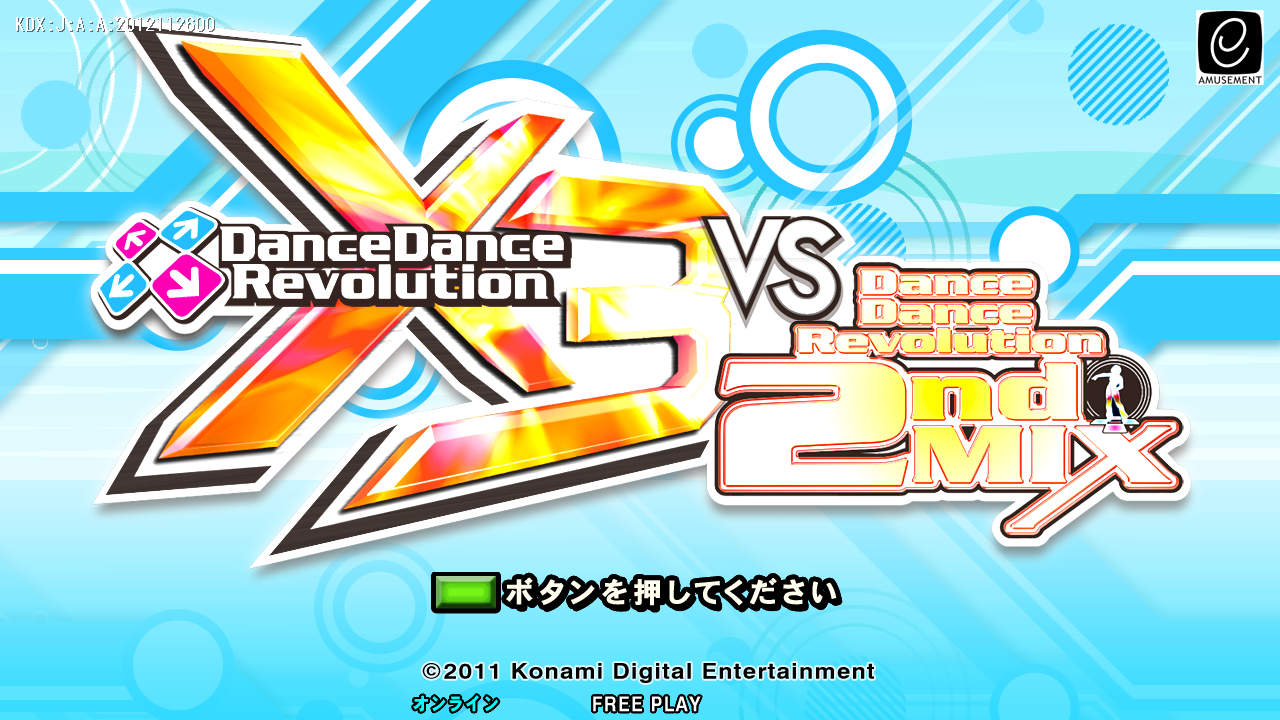 KDX:J:A:A:2012112600
e
AMUSEMENT
X3
DanceDance
Revolution
VS
Dance
Dance
Revolution
2nd
MIX
ボタンを押してください
©2011 Konami Digital Entertainment
オンライン
FREE PLAY